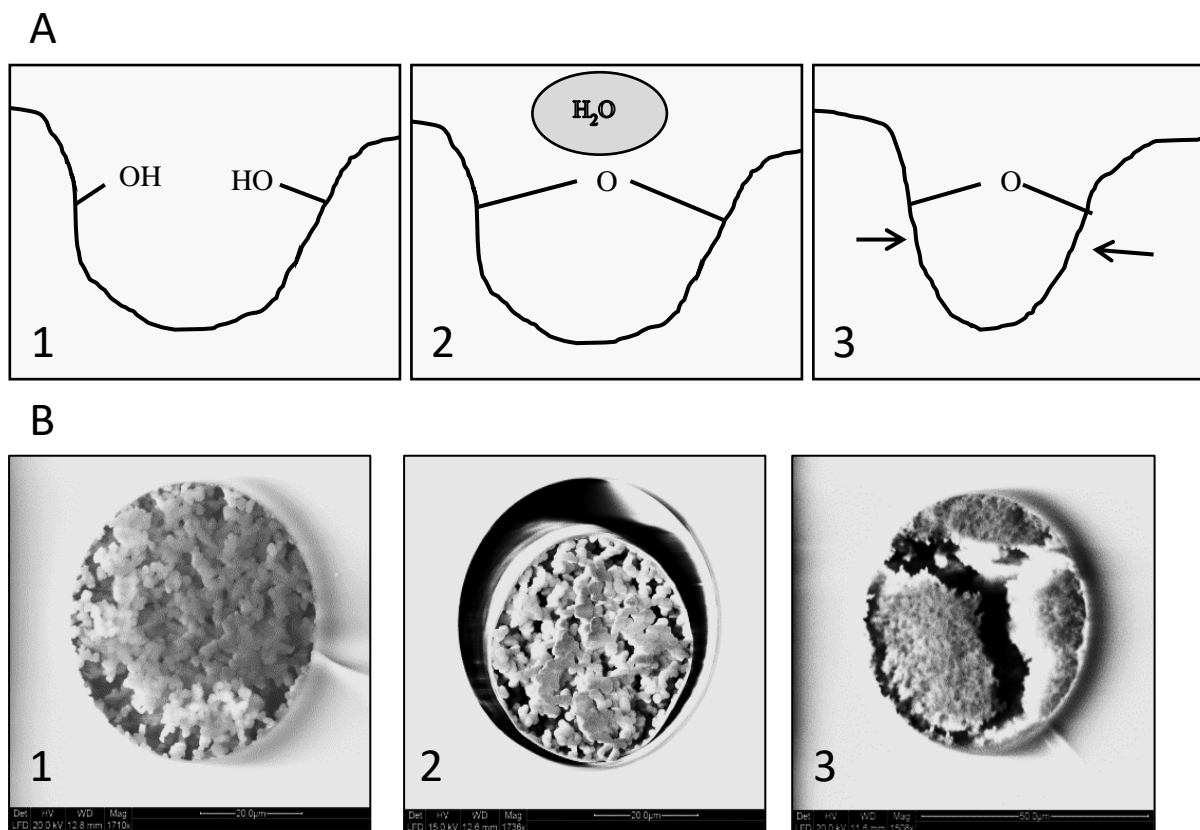 A
OH HO
1
H₂O
O
2
O
3
B
1
Det HV WD Mag 20.0μm
LFD 20.0 kV 12.8 mm 1710x
2
Det HV WD Mag 20.0μm
LFD 15.0 kV 12.6 mm 1736x
3
Det HV WD Mag 50.0μm
LFD 20.0 kV 11.6 mm 1506x